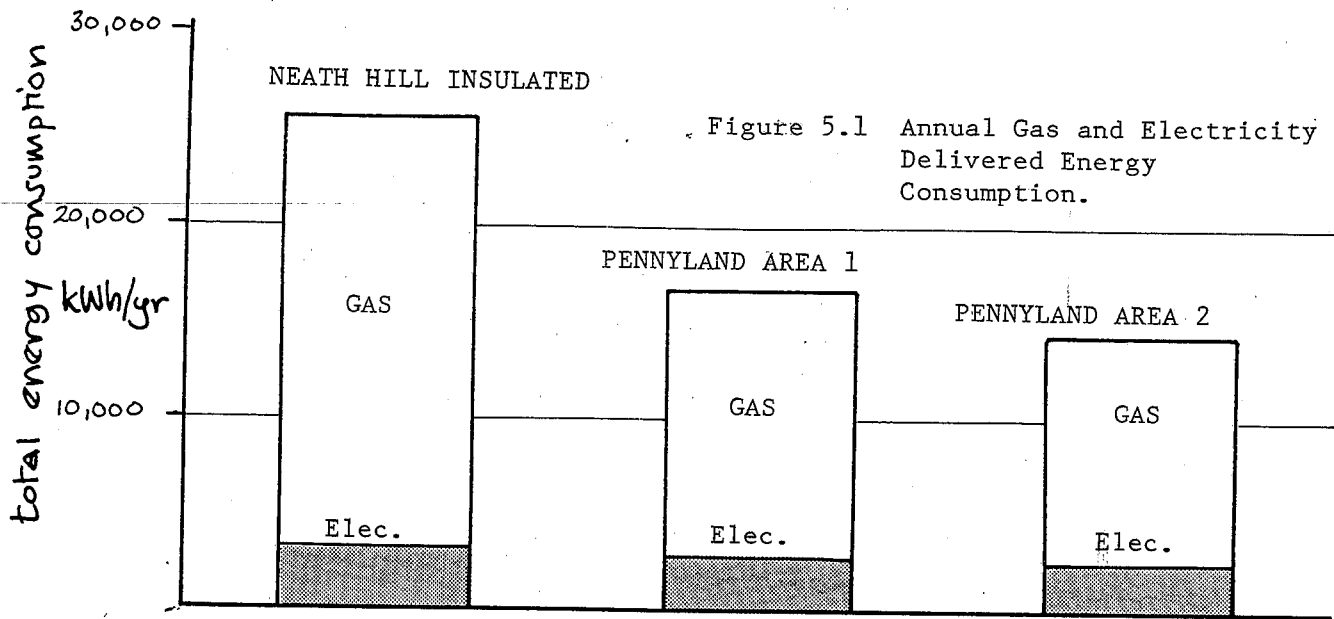 30,000
total energy consumption
NEATH HILL INSULATED
Figure 5.1 Annual Gas and Electricity
Delivered Energy
Consumption.
20,000
PENNYLAND AREA 1
kWh/yr
GAS
PENNYLAND AREA 2
10,000
GAS
GAS
Elec.
Elec.
Elec.